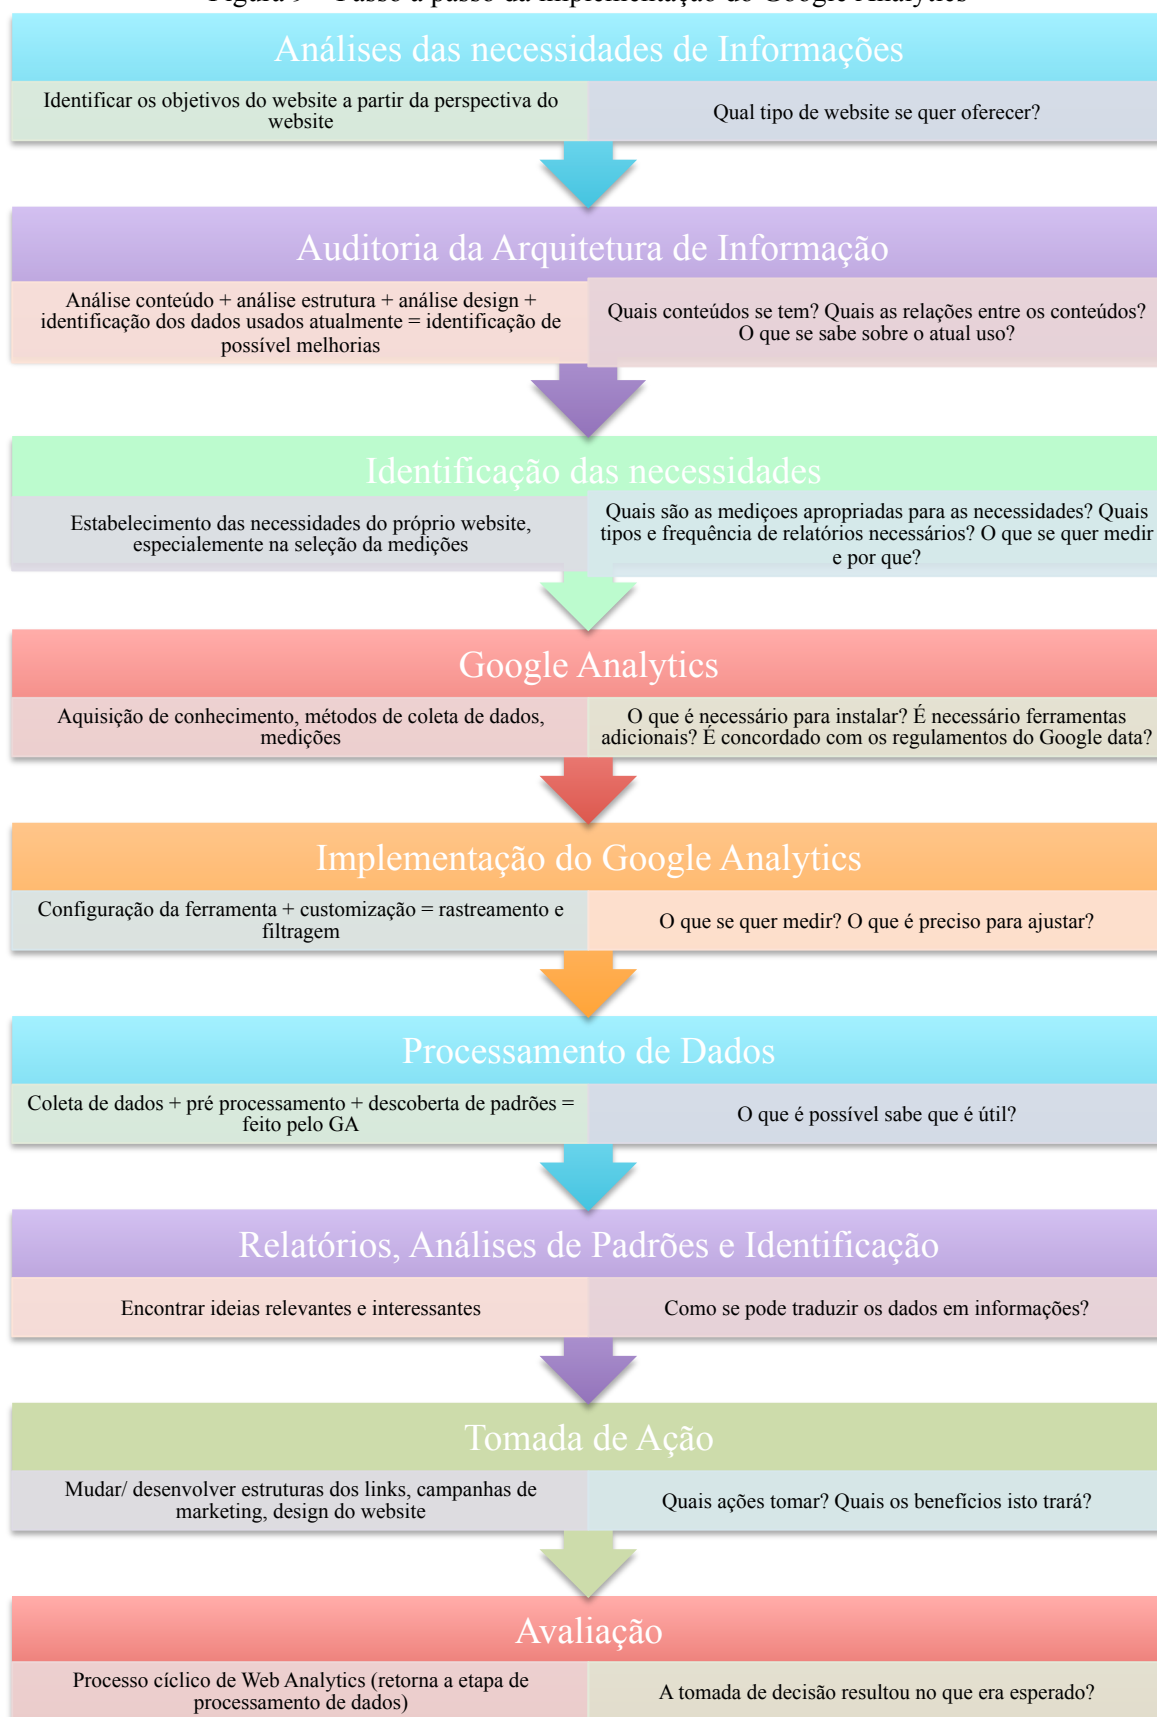 Figura 9 – Passo a passo da implementação do Google Analytics
Análises das necessidades de Informações
Identificar os objetivos do website a partir da perspectiva do
website
Qual tipo de website se quer oferecer?
Auditoria da Arquitetura de Informação
Análise conteúdo + análise estrutura + análise design +
identificação dos dados usados atualmente = identificação de
possível melhorias
Quais conteúdos se tem? Quais as relações entre os conteúdos?
O que se sabe sobre o atual uso?
Identificação das necessidades
Estabelecimento das necessidades do próprio website,
especialemente na seleção da medições
Quais são as mediçoes apropriadas para as necessidades? Quais
tipos e frequência de relatórios necessários? O que se quer medir
e por que?
Google Analytics
Aquisição de conhecimento, métodos de coleta de dados,
medições
O que é necessário para instalar? É necessário ferramentas
adicionais? É concordado com os regulamentos do Google data?
Implementação do Google Analytics
Configuração da ferramenta + customização = rastreamento e
filtragem
O que se quer medir? O que é preciso para ajustar?
Processamento de Dados
Coleta de dados + pré processamento + descoberta de padrões =
feito pelo GA
O que é possível sabe que é útil?
Relatórios, Análises de Padrões e Identificação
Encontrar ideias relevantes e interessantes
Como se pode traduzir os dados em informações?
Tomada de Ação
Mudar/ desenvolver estruturas dos links, campanhas de
marketing, design do website
Quais ações tomar? Quais os benefícios isto trará?
Avaliação
Processo cíclico de Web Analytics (retorna a etapa de
processamento de dados)
A tomada de decisão resultou no que era esperado?